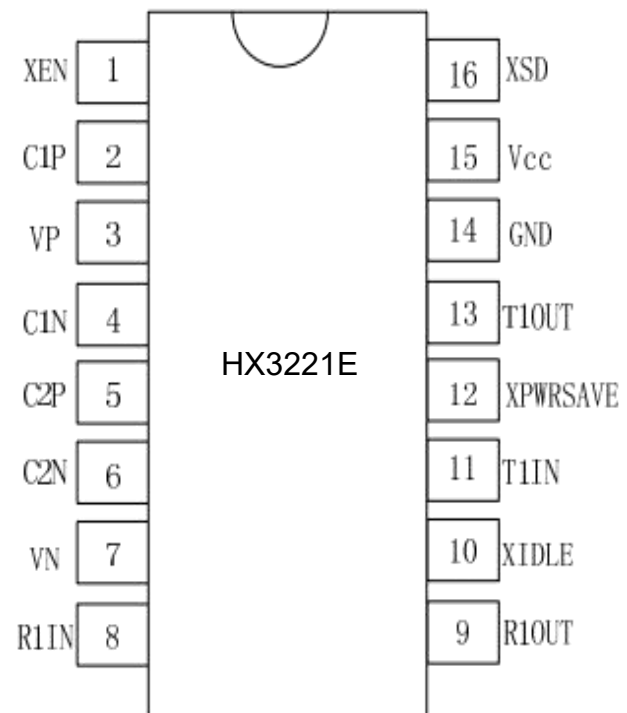 XEN 1 16 XSD
C1P 2 15 Vcc
VP 3 14 GND
C1N 4 13 T1OUT
HX3221E
C2P 5 12 XPWRSAVE
C2N 6 11 T1IN
VN 7 10 XIDLE
R1IN 8 9 R1OUT